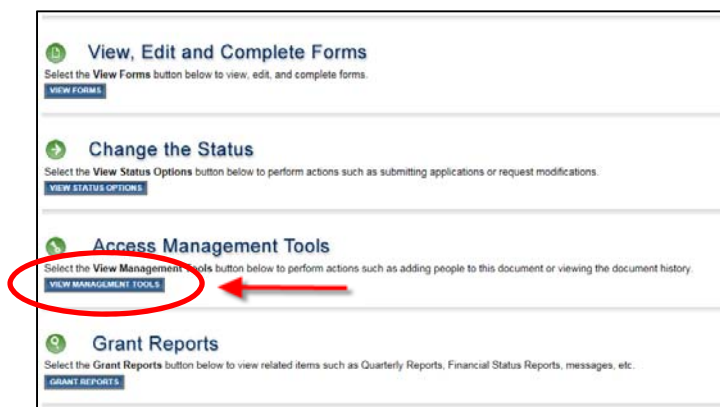 View, Edit and Complete Forms
Select the View Forms button below to view, edit, and complete forms.
VIEW FORMS
Change the Status
Select the View Status Options button below to perform actions such as submitting applications or request modifications.
VIEW STATUS OPTIONS
Access Management Tools
Select the View Management Tools button below to perform actions such as adding people to this document or viewing the document history.
VIEW MANAGEMENT TOOLS
Grant Reports
Select the Grant Reports button below to view related items such as Quarterly Reports, Financial Status Reports, messages, etc.
GRANT REPORTS